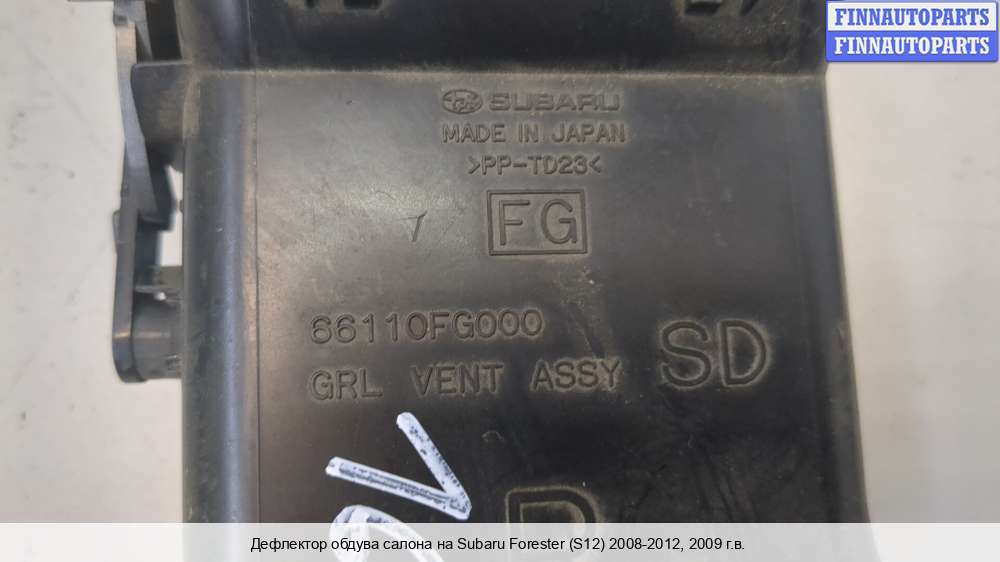 FINNAUTOPARTS
FINNAUTOPARTS
SUBARU
MADE IN JAPAN
>PP-TD23<
FG
66110FG000
GRL VENT ASSY SD
Дефлектор обдува салона на Subaru Forester (S12) 2008-2012, 2009 г.в.